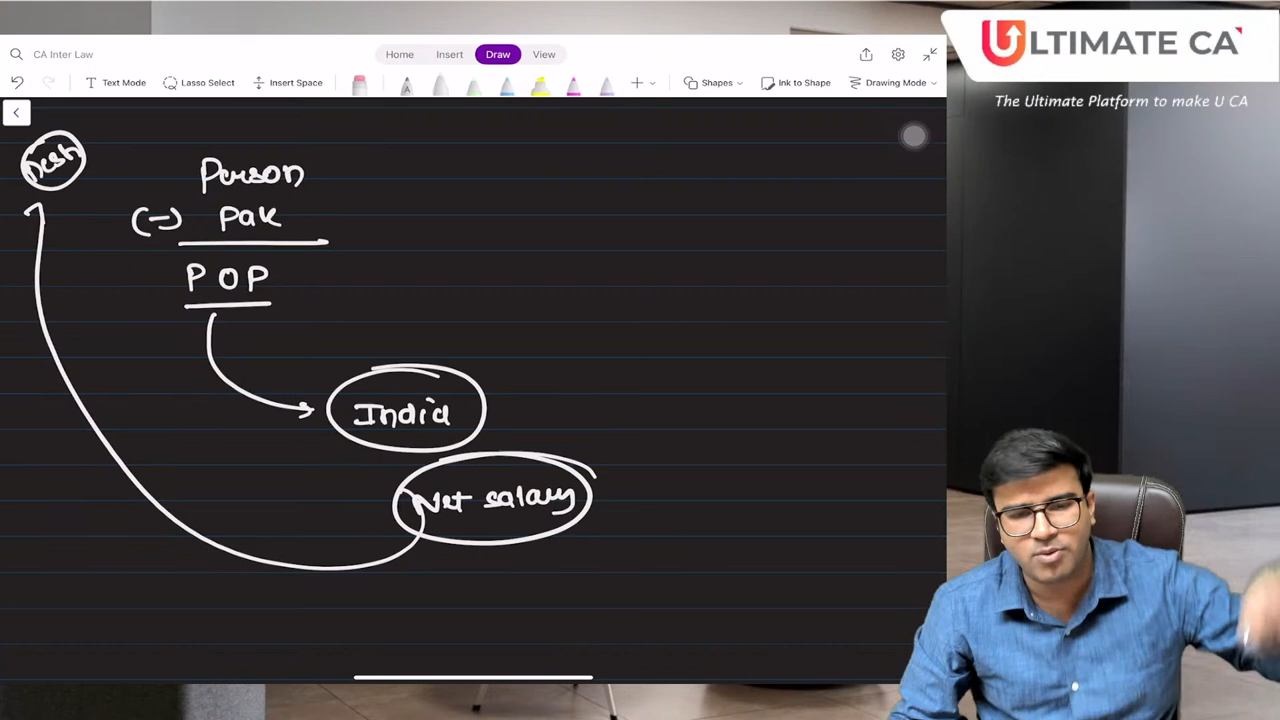 ULTIMATE CA
The Ultimate Platform to make U CA
CA Inter Law
Home Insert Draw View
Text Mode Lasso Select Insert Space Shapes Ink to Shape Drawing Mode
Person
(-) Pak
POP
India
Net salary